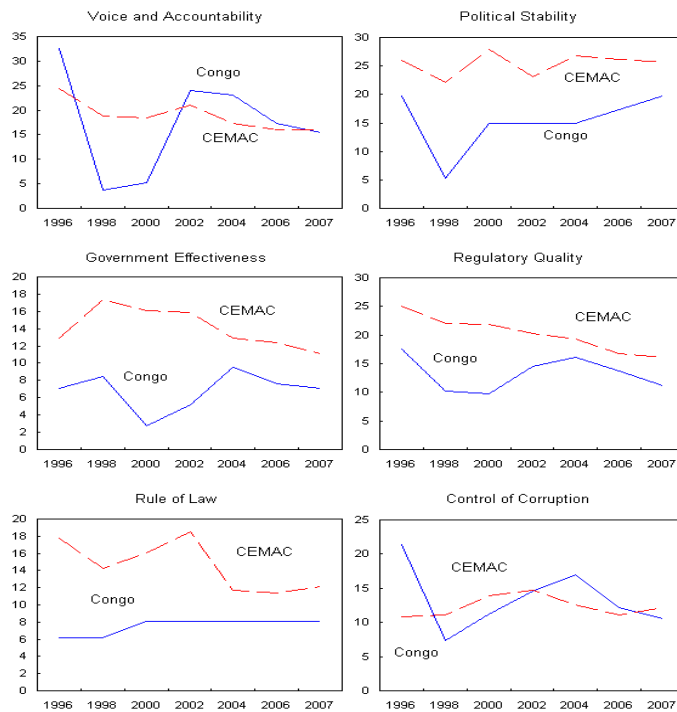 Voice and Accountability
35
30
25
20
15
10
5
0
Congo
CEMAC
1996 1998 2000 2002 2004 2006 2007
Political Stability
30
25
20
15
10
5
0
CEMAC
Congo
1996 1998 2000 2002 2004 2006 2007
Government Effectiveness
20
18
16
14
12
10
8
6
4
2
0
CEMAC
Congo
1996 1998 2000 2002 2004 2006 2007
Regulatory Quality
30
25
20
15
10
5
0
CEMAC
Congo
1996 1998 2000 2002 2004 2006 2007
Rule of Law
20
18
16
14
12
10
8
6
4
2
0
CEMAC
Congo
1996 1998 2000 2002 2004 2006 2007
Control of Corruption
25
20
15
10
5
0
CEMAC
Congo
1996 1998 2000 2002 2004 2006 2007